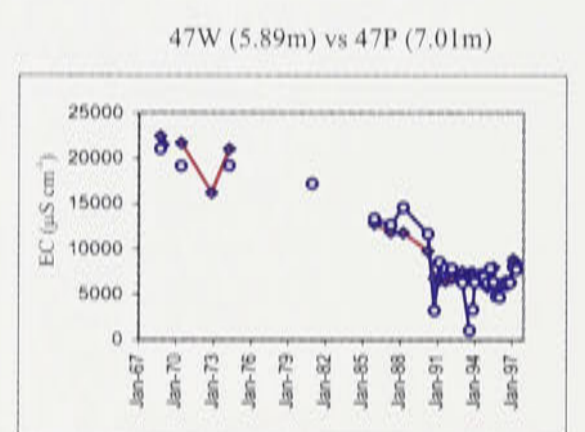 47W (5.89m) vs 47P (7.01m)
EC (µS cm⁻¹)
25000
20000
15000
10000
5000
0
Jan-67
Jan-70
Jan-73
Jan-76
Jan-79
Jan-82
Jan-85
Jan-88
Jan-91
Jan-94
Jan-97